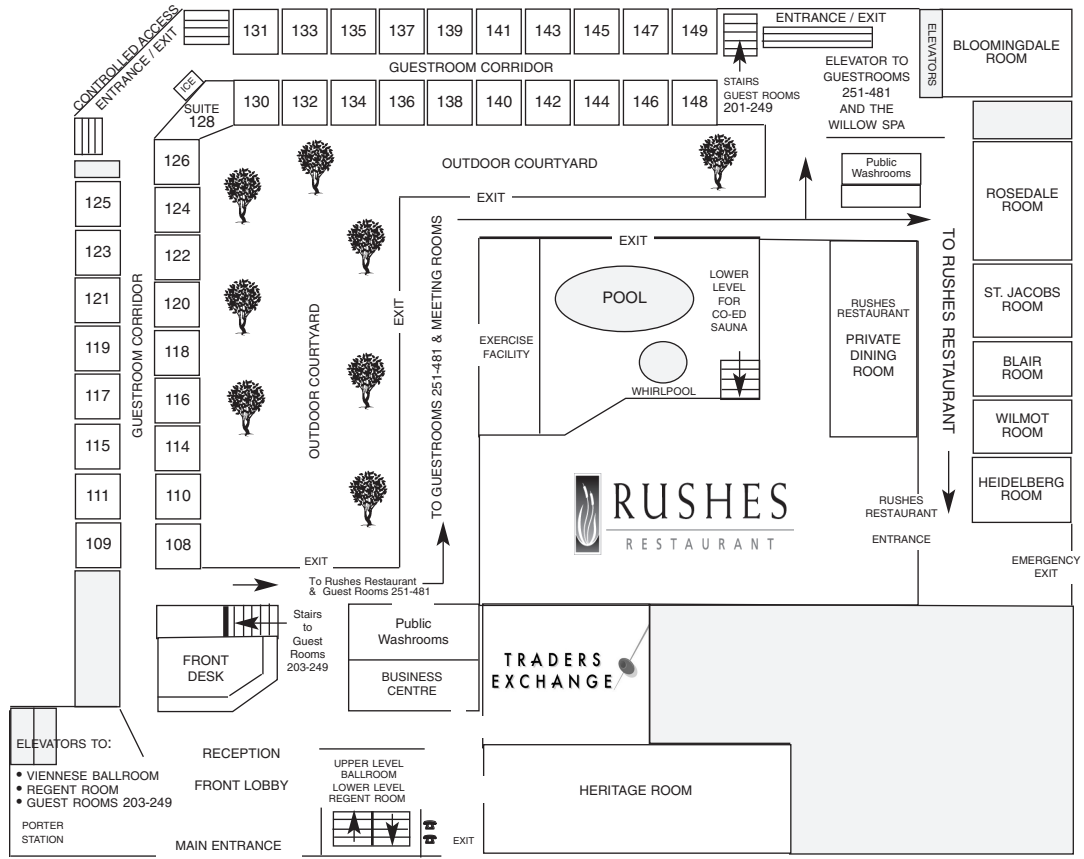 CONTROLLED ACCESS
ENTRANCE / EXIT
131
133
135
137
139
141
143
145
147
149
ENTRANCE / EXIT
ELEVATORS
BLOOMINGDALE
ROOM
GUESTROOM CORRIDOR
STAIRS
GUEST ROOMS
201-249
ELEVATOR TO
GUESTROOMS
251-481
AND THE
WILLOW SPA
ICE
SUITE
128
130
132
134
136
138
140
142
144
146
148
OUTDOOR COURTYARD
Public
Washrooms
EXIT
126
124
122
120
118
116
114
110
108
125
123
121
119
117
115
111
109
GUESTROOM CORRIDOR
OUTDOOR COURTYARD
EXIT
TO GUESTROOMS 251-481 & MEETING ROOMS
EXIT
POOL
LOWER
LEVEL
FOR
CO-ED
SAUNA
EXERCISE
FACILITY
WHIRLPOOL
RUSHES
RESTAURANT
PRIVATE
DINING
ROOM
TO RUSHES RESTAURANT
ROSEDALE
ROOM
ST. JACOBS
ROOM
BLAIR
ROOM
WILMOT
ROOM
HEIDELBERG
ROOM
RUSHES
RESTAURANT
RUSHES
RESTAURANT
ENTRANCE
EMERGENCY
EXIT
EXIT
To Rushes Restaurant
& Guest Rooms 251-481
Stairs
to
Guest
Rooms
203-249
FRONT
DESK
Public
Washrooms
BUSINESS
CENTRE
TRADERS
EXCHANGE
ELEVATORS TO:
• VIENNESE BALLROOM
• REGENT ROOM
• GUEST ROOMS 203-249
PORTER
STATION
RECEPTION
FRONT LOBBY
MAIN ENTRANCE
UPPER LEVEL
BALLROOM
LOWER LEVEL
REGENT ROOM
EXIT
HERITAGE ROOM